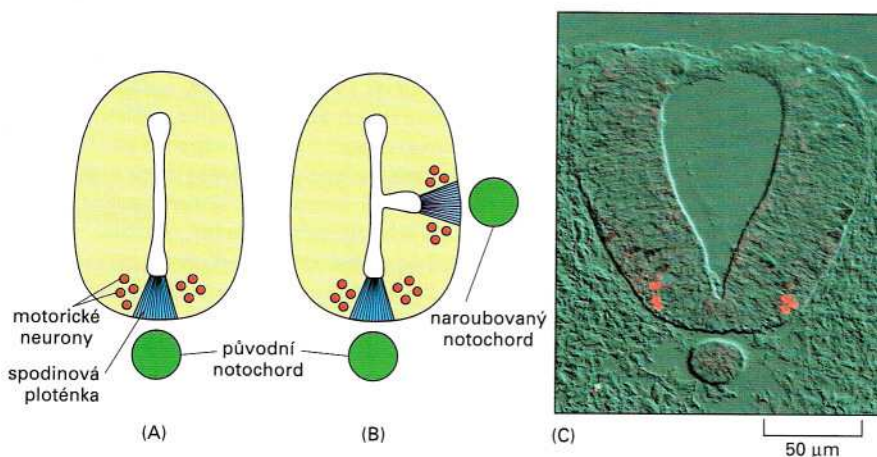 motorické
neurony
spodinová
ploténka
původní
notochord
naroubovaný
notochord
(A)
(B)
(C)
50 μm